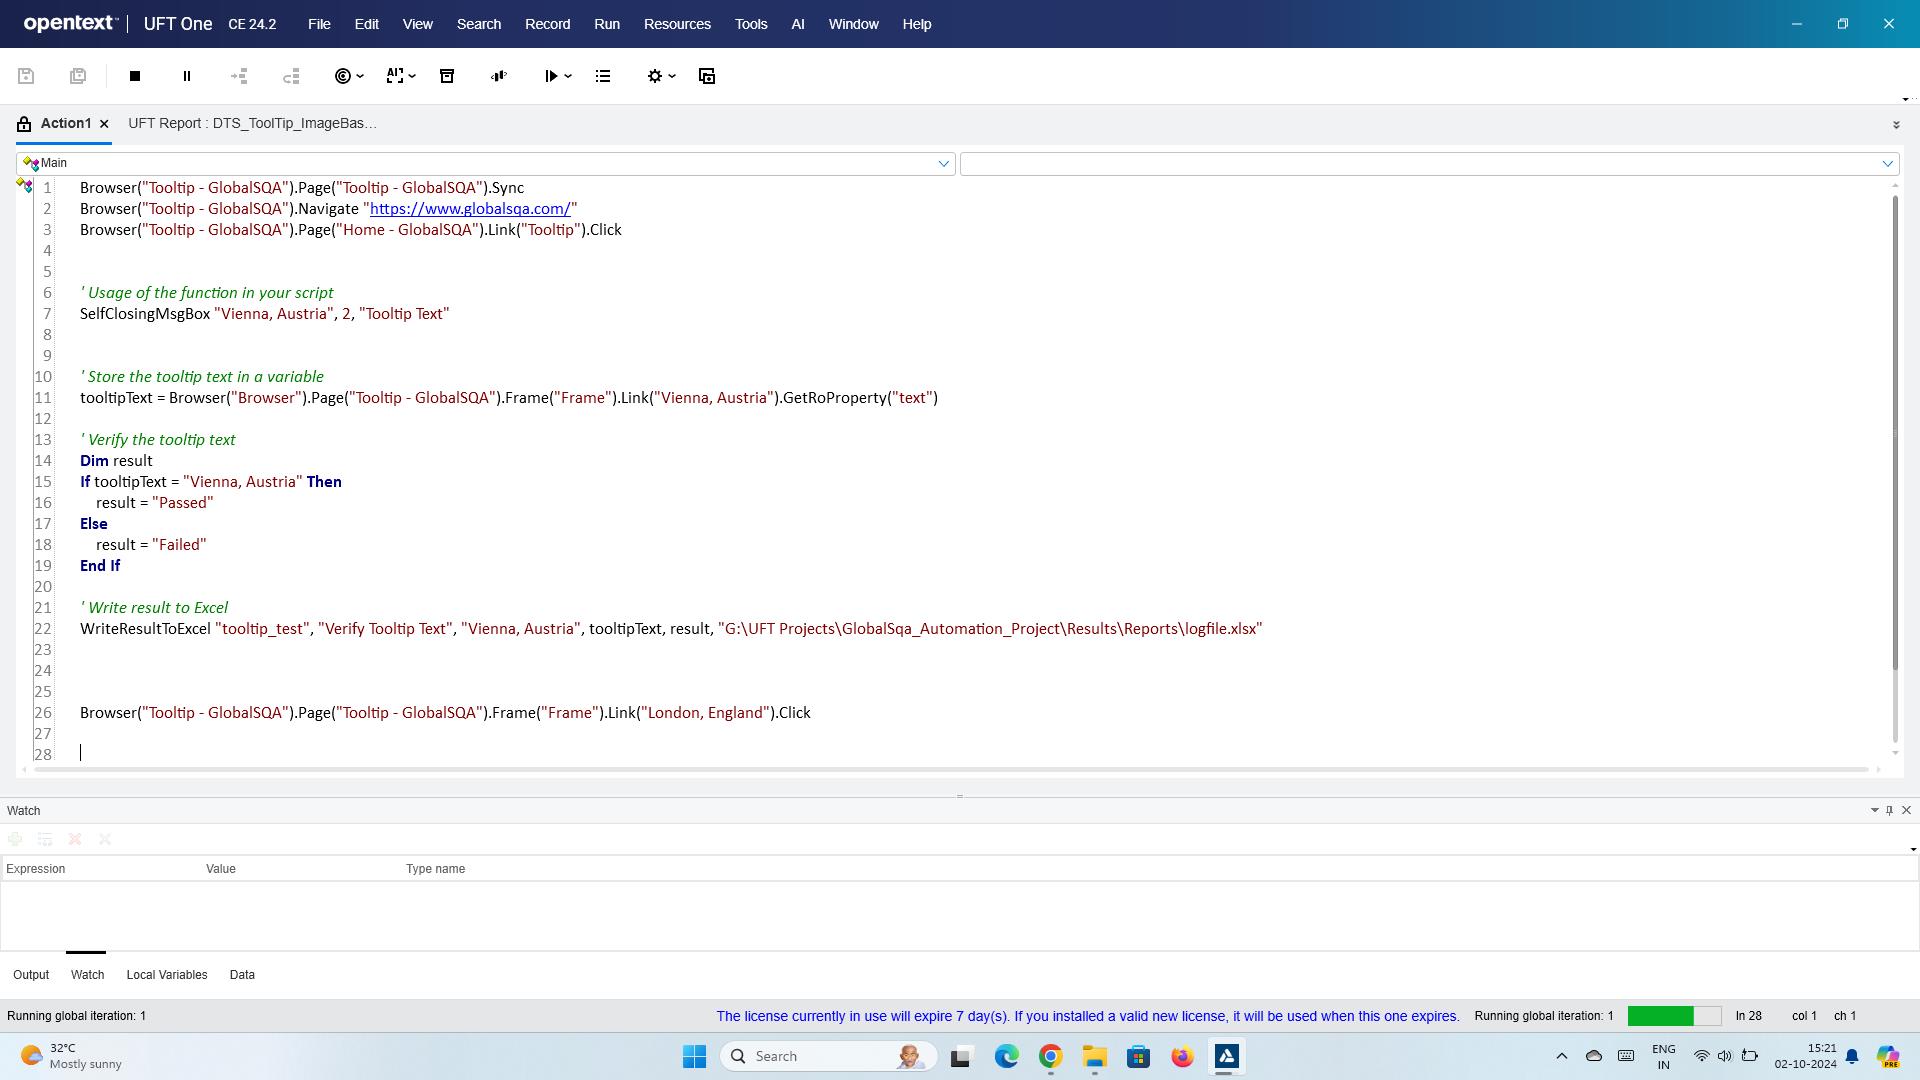 opentext™ | UFT One CE 24.2 File Edit View Search Record Run Resources Tools AI Window Help
Action1 UFT Report : DTS_ToolTip_ImageBas...
Main
1 Browser("Tooltip - GlobalSQA").Page("Tooltip - GlobalSQA").Sync
2 Browser("Tooltip - GlobalSQA").Navigate "https://www.globalsqa.com/"
3 Browser("Tooltip - GlobalSQA").Page("Home - GlobalSQA").Link("Tooltip").Click
4
5
6 ' Usage of the function in your script
7 SelfClosingMsgBox "Vienna, Austria", 2, "Tooltip Text"
8
9
10 ' Store the tooltip text in a variable
11 tooltipText = Browser("Browser").Page("Tooltip - GlobalSQA").Frame("Frame").Link("Vienna, Austria").GetRoProperty("text")
12
13 ' Verify the tooltip text
14 Dim result
15 If tooltipText = "Vienna, Austria" Then
16 result = "Passed"
17 Else
18 result = "Failed"
19 End If
20
21 ' Write result to Excel
22 WriteResultToExcel "tooltip_test", "Verify Tooltip Text", "Vienna, Austria", tooltipText, result, "G:\UFT Projects\GlobalSqa_Automation_Project\Results\Reports\logfile.xlsx"
23
24
25
26 Browser("Tooltip - GlobalSQA").Page("Tooltip - GlobalSQA").Frame("Frame").Link("London, England").Click
27
28
Watch
Expression Value Type name
Output Watch Local Variables Data
Running global iteration: 1 The license currently in use will expire 7 day(s). If you installed a valid new license, it will be used when this one expires. Running global iteration: 1 ln 28 col 1 ch 1
32°C
Mostly sunny
Search
ENG
IN
15:21
02-10-2024
PRE